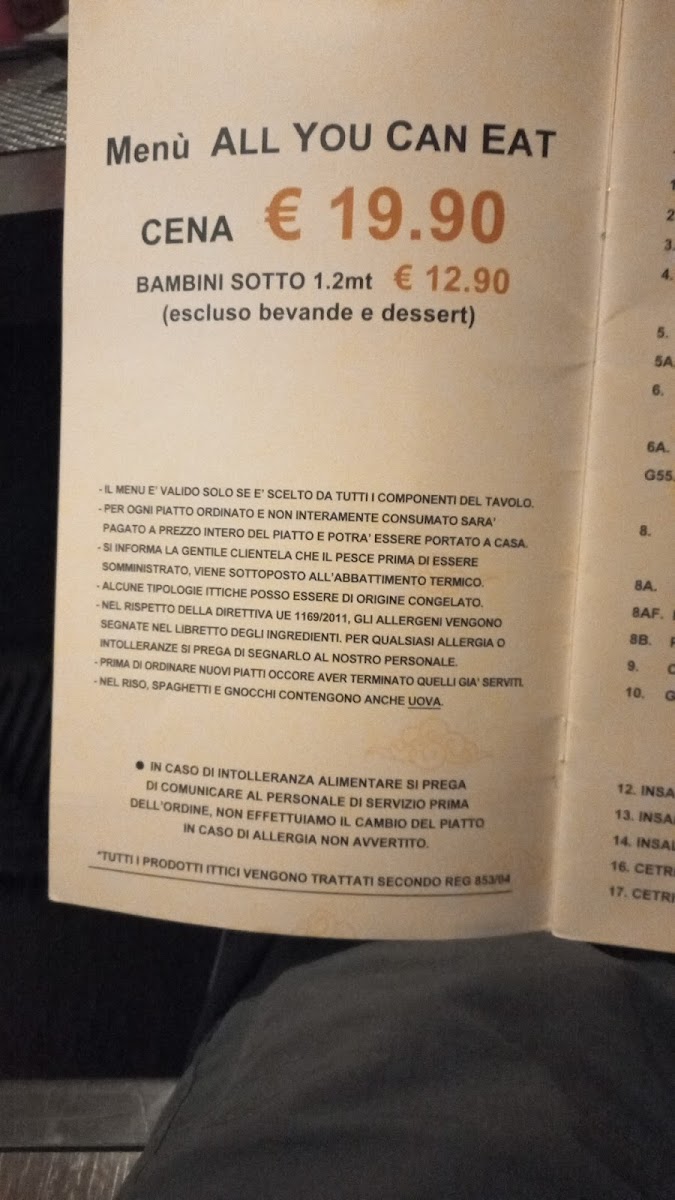 Menù ALL YOU CAN EAT
CENA € 19.90
BAMBINI SOTTO 1.2mt € 12.90
(escluso bevande e dessert)
- IL MENU E' VALIDO SOLO SE E' SCELTO DA TUTTI I COMPONENTI DEL TAVOLO.
- PER OGNI PIATTO ORDINATO E NON INTERAMENTE CONSUMATO SARA'
PAGATO A PREZZO INTERO DEL PIATTO E POTRA' ESSERE PORTATO A CASA.
- SI INFORMA LA GENTILE CLIENTELA CHE IL PESCE PRIMA DI ESSERE
SOMMINISTRATO, VIENE SOTTOPOSTO ALL'ABBATTIMENTO TERMICO.
- ALCUNE TIPOLOGIE ITTICHE POSSO ESSERE DI ORIGINE CONGELATO.
- NEL RISPETTO DELLA DIRETTIVA UE 1169/2011, GLI ALLERGENI VENGONO
SEGNATE NEL LIBRETTO DEGLI INGREDIENTI. PER QUALSIASI ALLERGIA O
INTOLLERANZE SI PREGA DI SEGNARLO AL NOSTRO PERSONALE.
- PRIMA DI ORDINARE NUOVI PIATTI OCCORE AVER TERMINATO QUELLI GIA' SERVITI.
- NEL RISO, SPAGHETTI E GNOCCHI CONTENGONO ANCHE UOVA.
● IN CASO DI INTOLLERANZA ALIMENTARE SI PREGA
DI COMUNICARE AL PERSONALE DI SERVIZIO PRIMA
DELL'ORDINE, NON EFFETTUIAMO IL CAMBIO DEL PIATTO
IN CASO DI ALLERGIA NON AVVERTITO.
*TUTTI I PRODOTTI ITTICI VENGONO TRATTATI SECONDO REG 853/04
2
3.
4.
5.
5A
6.
6A.
G55.
8.
8A.
8AF.
8B.
9.
10. G
12. INSA
13. INSA
14. INSAL
16. CETRI
17. CETRI